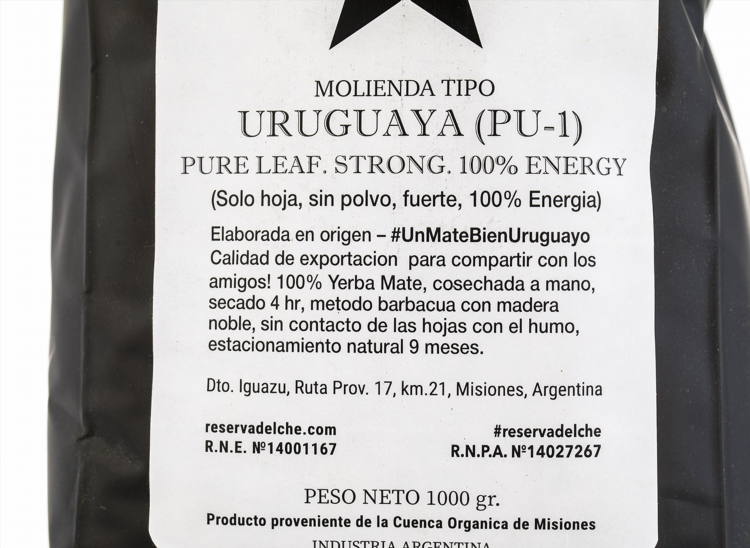 MOLIENDA TIPO
URUGUAYA (PU-1)
PURE LEAF. STRONG. 100% ENERGY
(Solo hoja, sin polvo, fuerte, 100% Energia)
Elaborada en origen – #UnMateBienUruguayo
Calidad de exportacion para compartir con los
amigos! 100% Yerba Mate, cosechada a mano,
secado 4 hr, metodo barbacua con madera
noble, sin contacto de las hojas con el humo,
estacionamiento natural 9 meses.
Dto. Iguazu, Ruta Prov. 17, km.21, Misiones, Argentina
reservadelche.com #reservadelche
R.N.E. Nº14001167 R.N.P.A. Nº14027267
PESO NETO 1000 gr.
Producto proveniente de la Cuenca Organica de Misiones
INDUSTRIA ARGENTINA